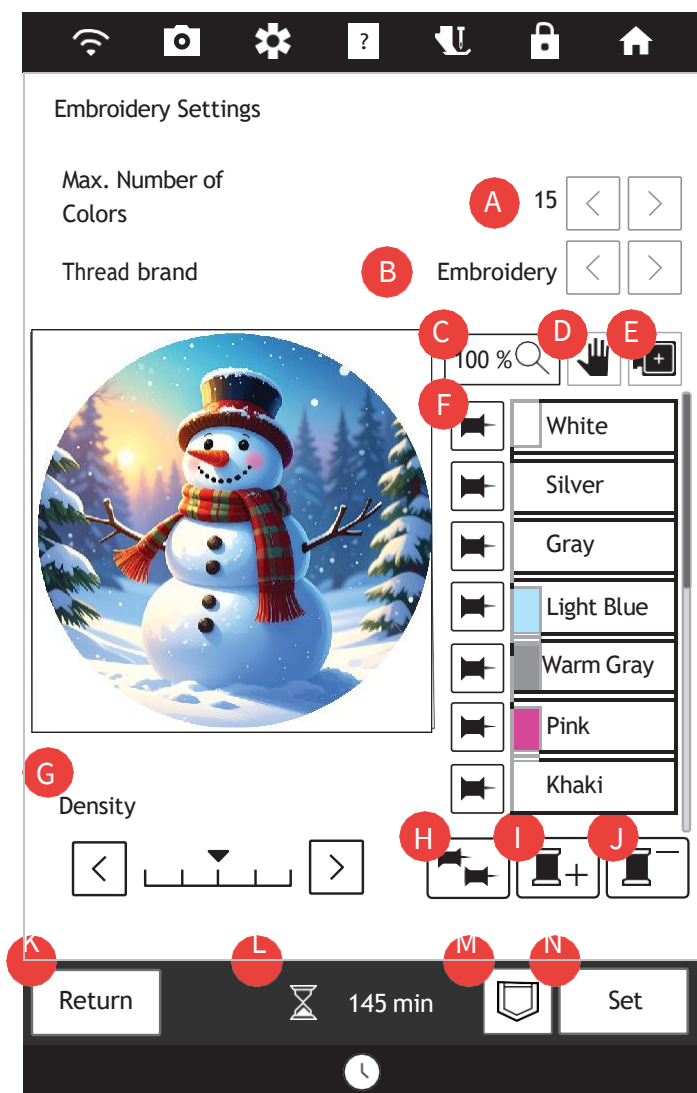 ?
Embroidery Settings
Max. Number of
Colors
A
15
Thread brand
B
Embroidery
C
D
E
100 %
F
White
Silver
Gray
Light Blue
Warm Gray
Pink
Khaki
G
Density
H
I
J
K
L
M
N
Return
145 min
Set